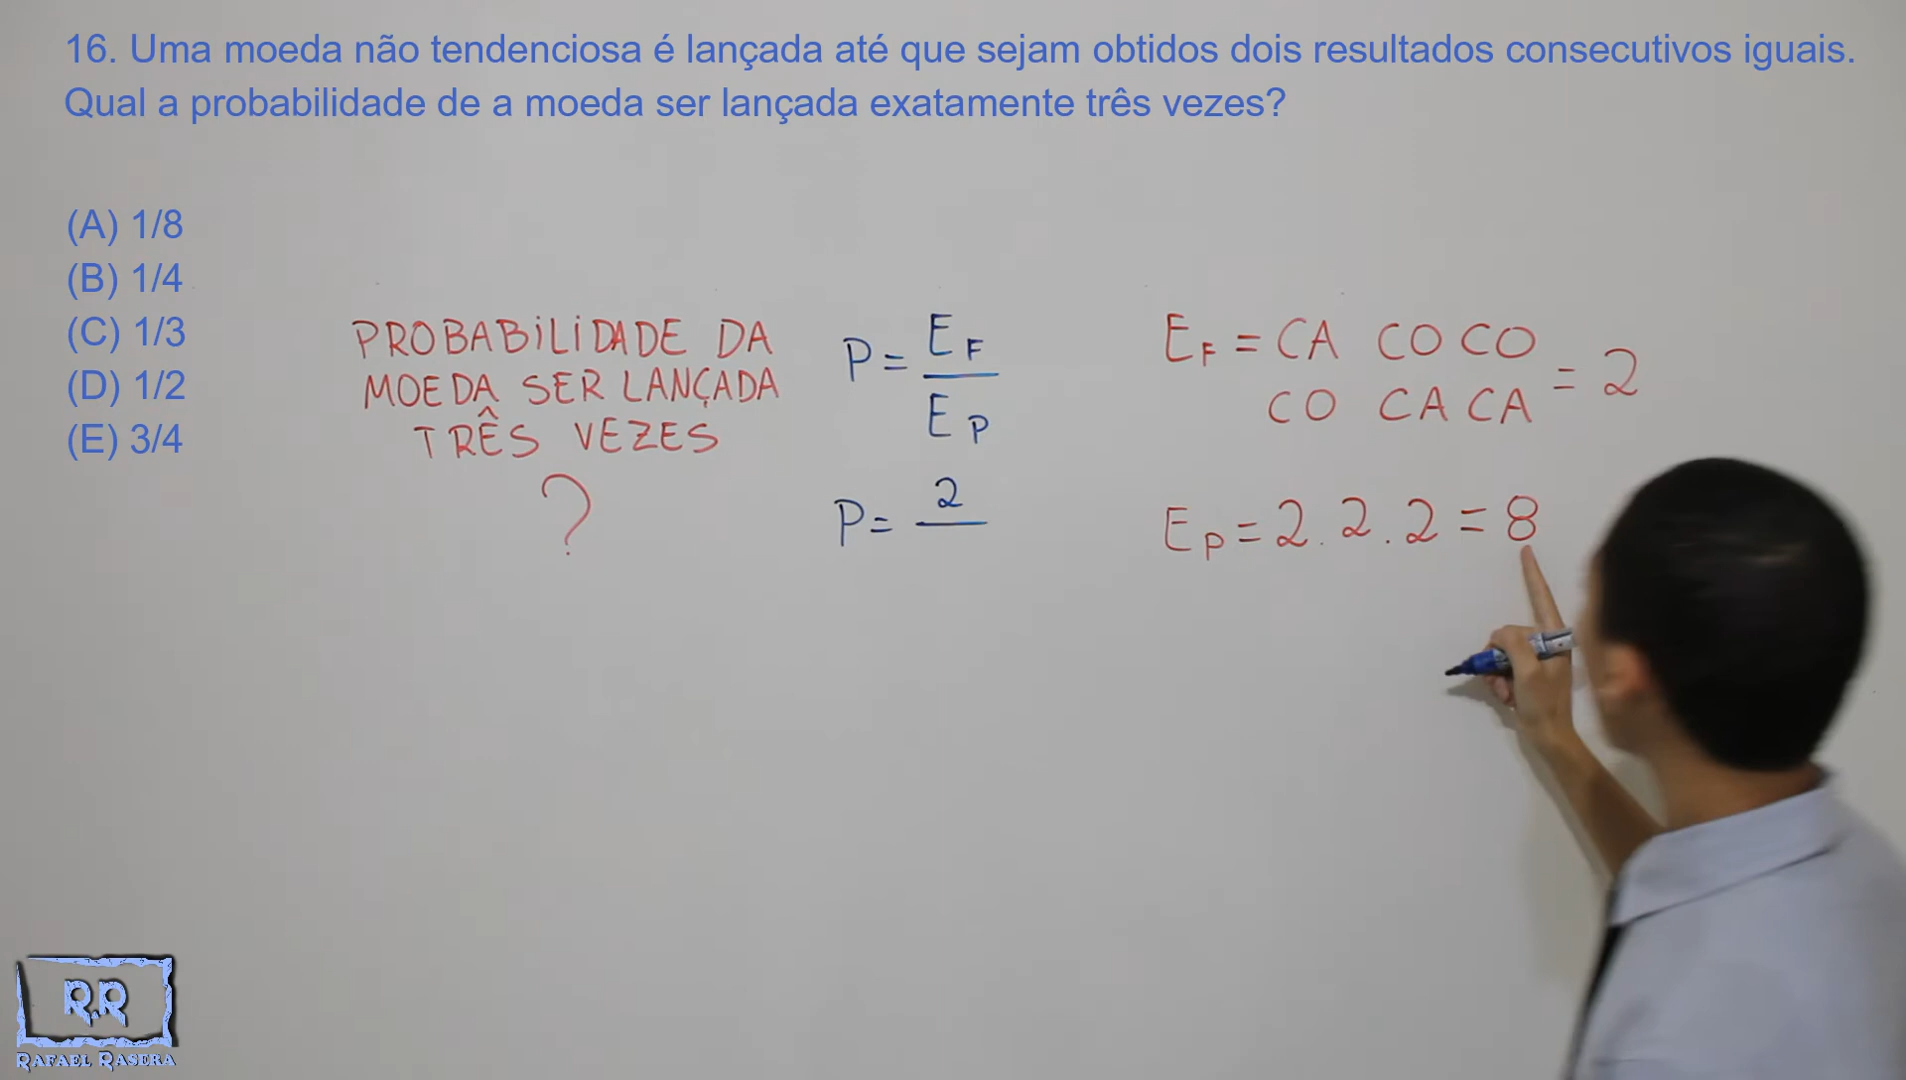 16. Uma moeda não tendenciosa é lançada até que sejam obtidos dois resultados consecutivos iguais.
Qual a probabilidade de a moeda ser lançada exatamente três vezes?
(A) 1/8
(B) 1/4
(C) 1/3
(D) 1/2
(E) 3/4
PROBABILIDADE DA
MOEDA SER LANÇADA
TRÊS VEZES
?
P = EF
EP
P = 2
EF = CA CO CO
CO CA CA = 2
EP = 2 . 2 . 2 = 8
R.R
RAFAEL RASERA